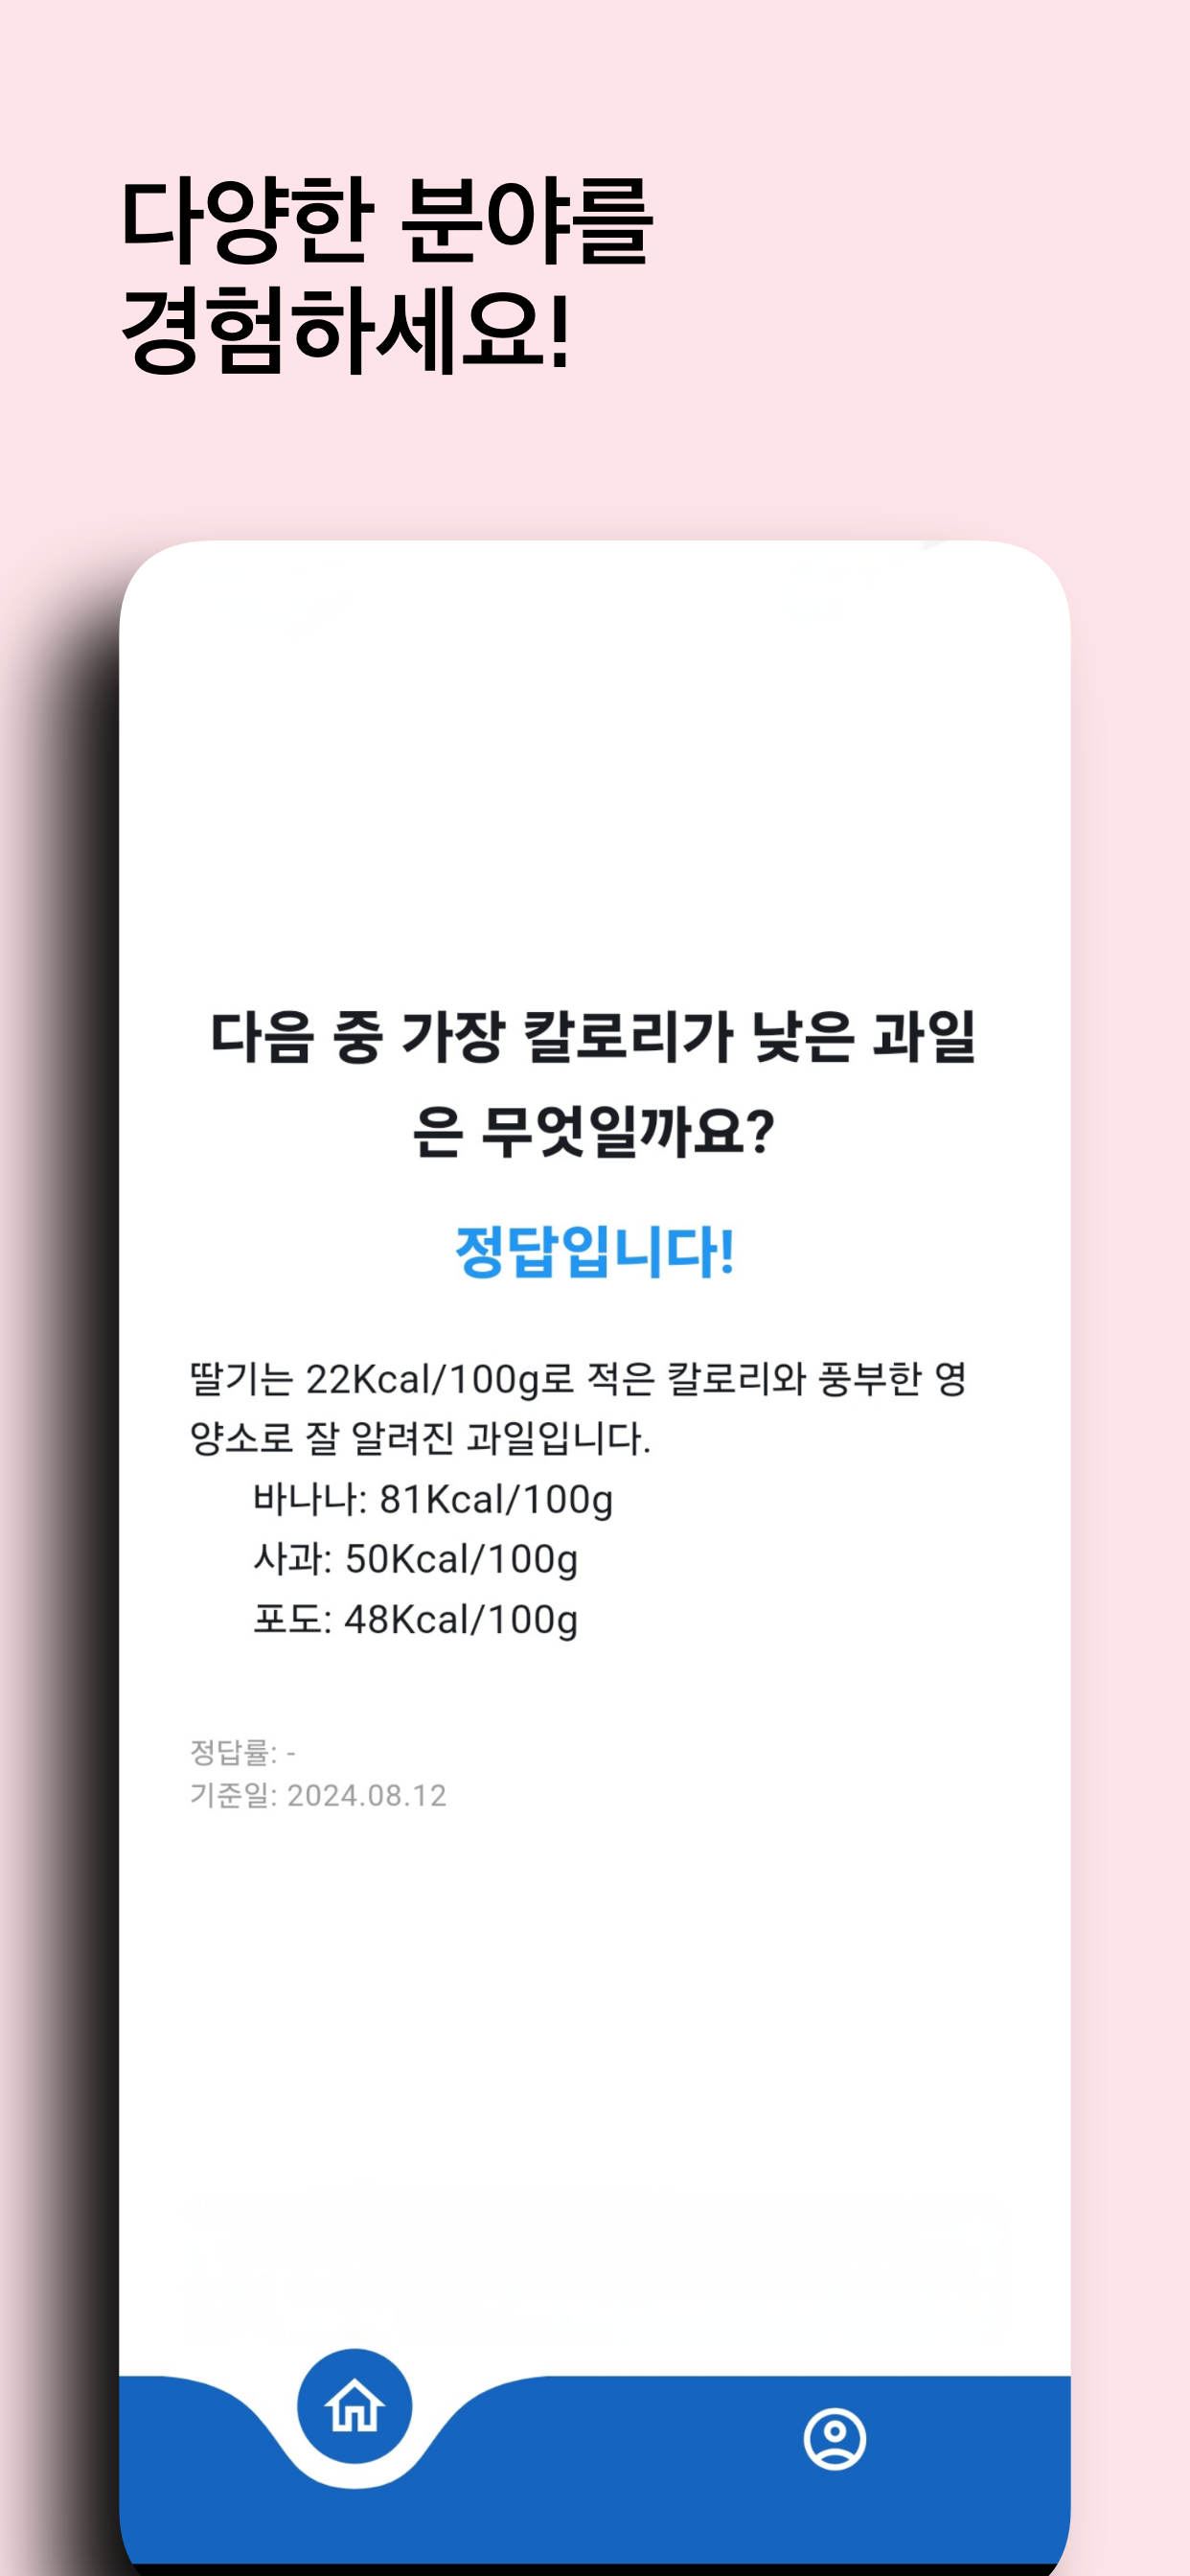 다양한 분야를
경험하세요!
다음 중 가장 칼로리가 낮은 과일
은 무엇일까요?
정답입니다!
딸기는 22Kcal/100g로 적은 칼로리와 풍부한 영
양소로 잘 알려진 과일입니다.
바나나: 81Kcal/100g
사과: 50Kcal/100g
포도: 48Kcal/100g
정답률: -
기준일: 2024.08.12